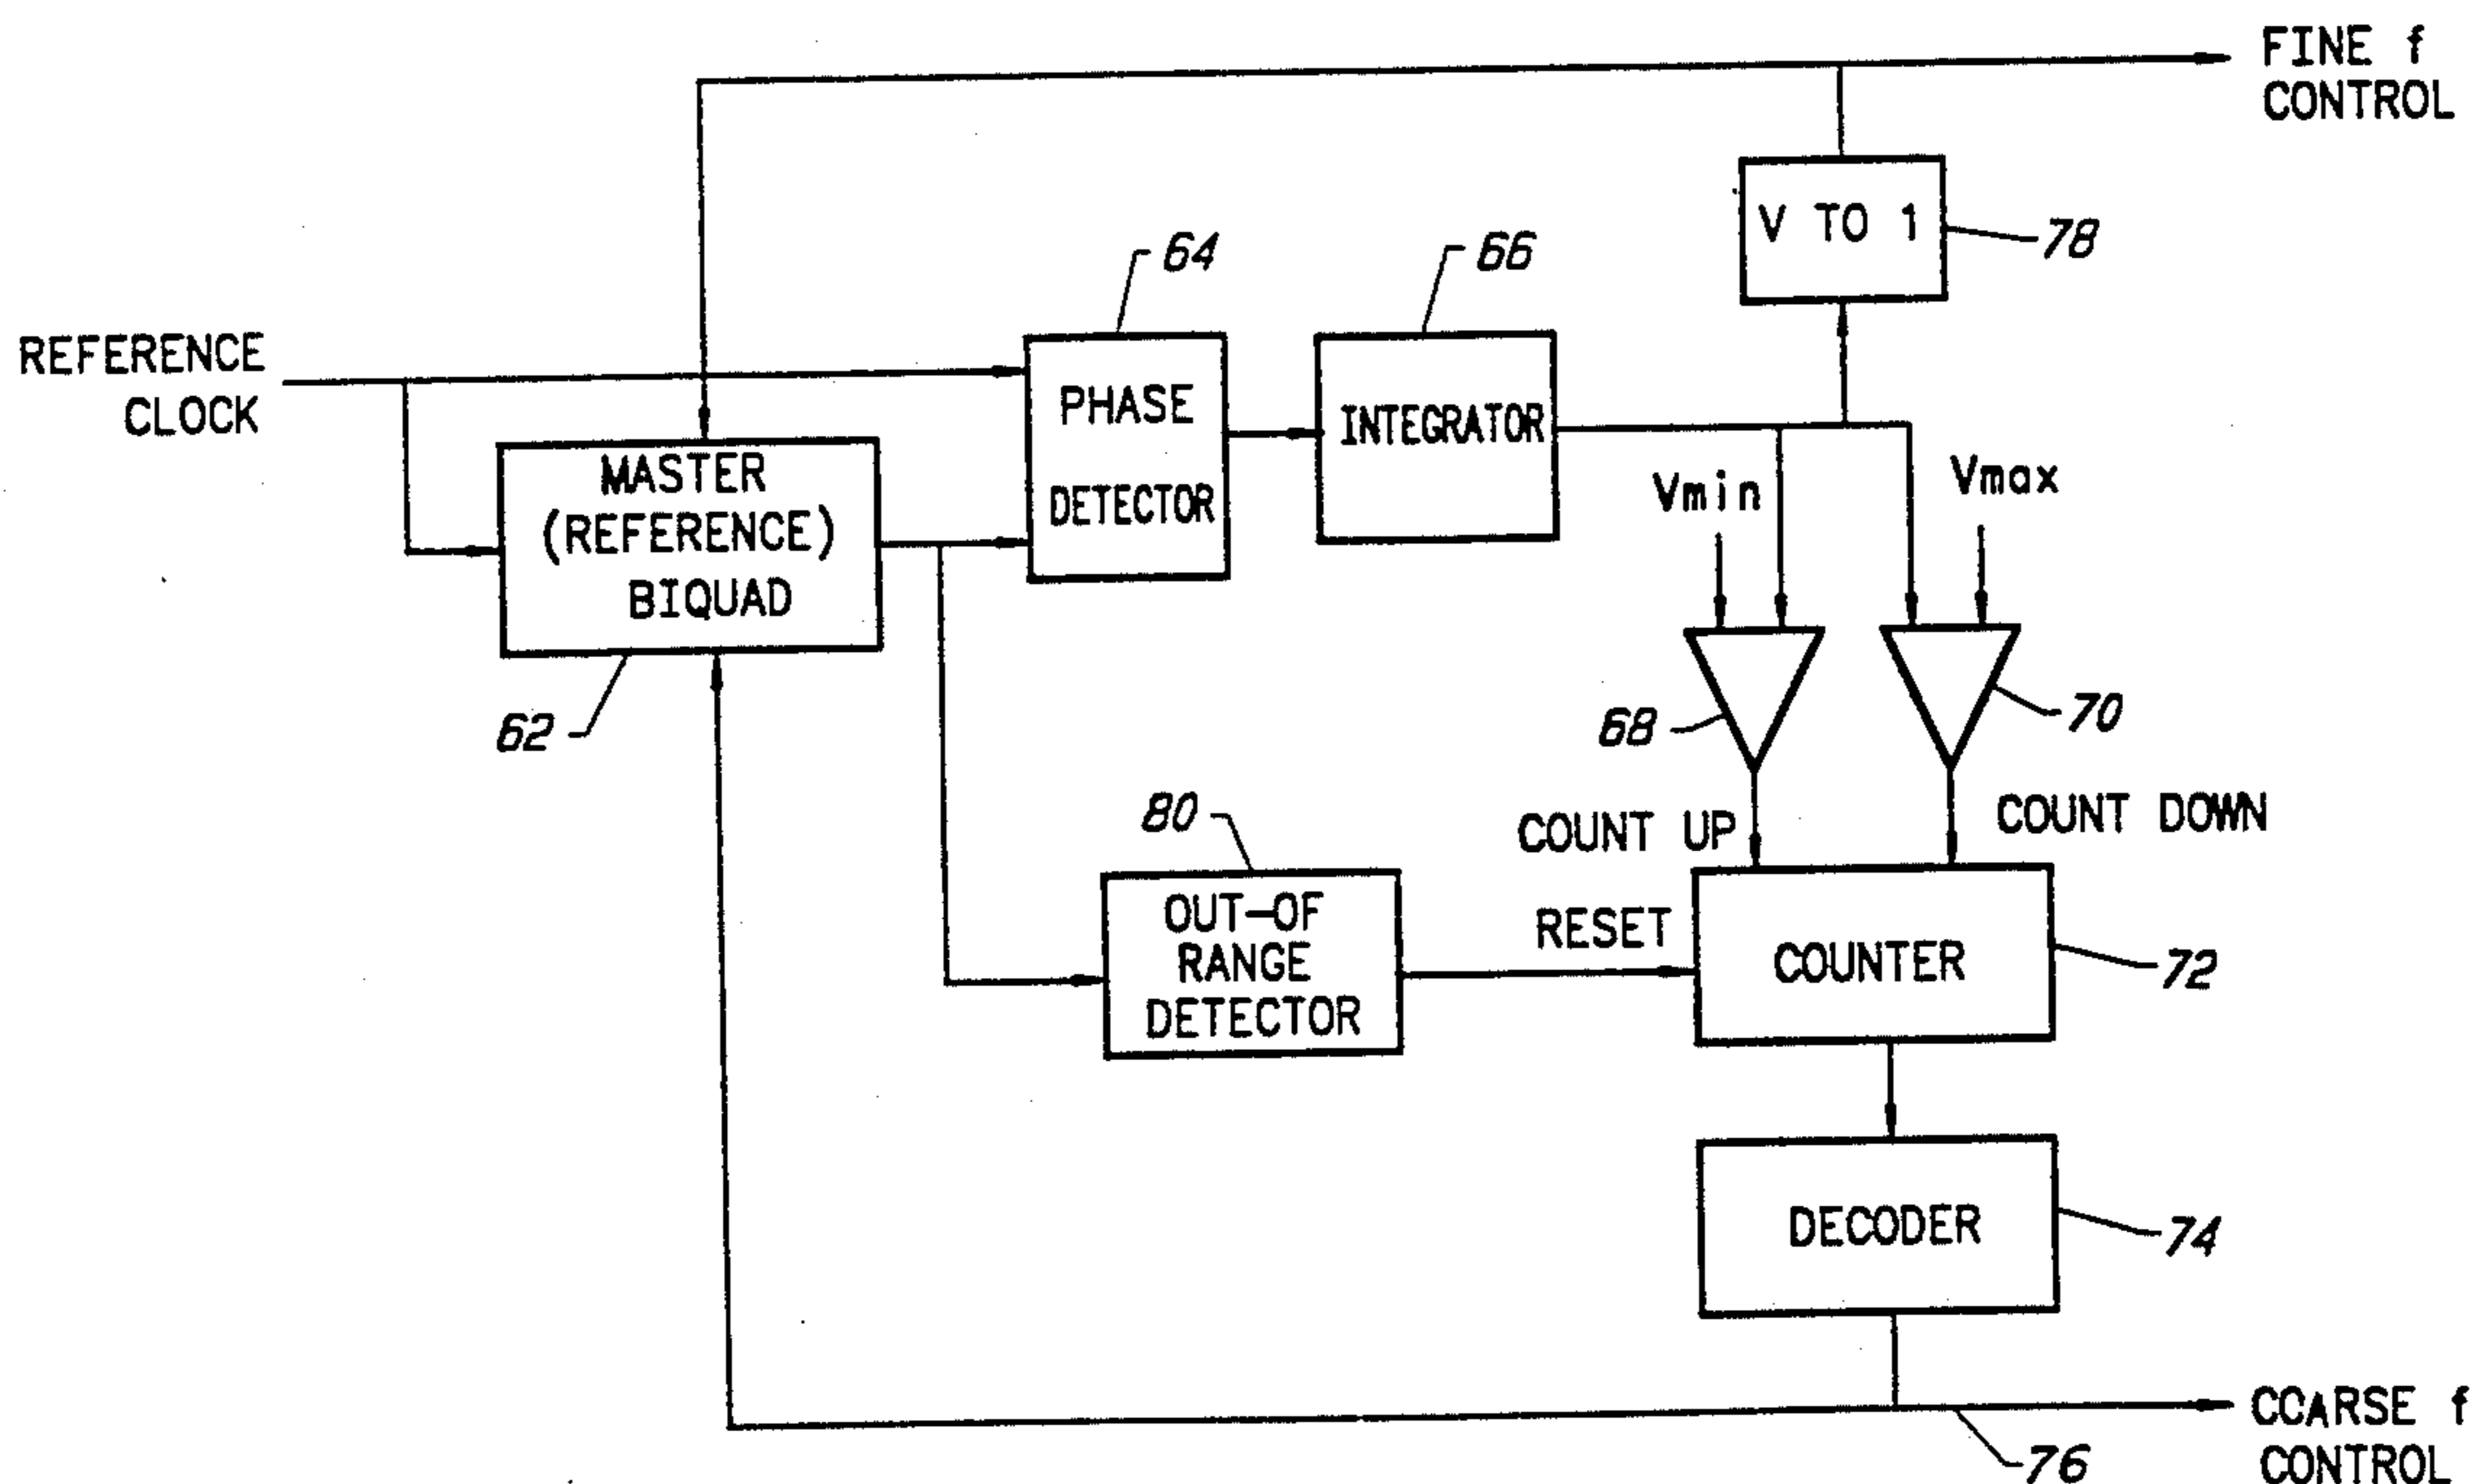 FINE f
CONTROL
V TO 1
78
64
66
REFERENCE
CLOCK
PHASE
DETECTOR
INTEGRATOR
Vmin
Vmax
MASTER
(REFERENCE)
BIQUAD
62
68
70
80
COUNT UP
COUNT DOWN
OUT-OF
RANGE
DETECTOR
RESET
COUNTER
72
DECODER
74
CCARSE f
CONTROL
76